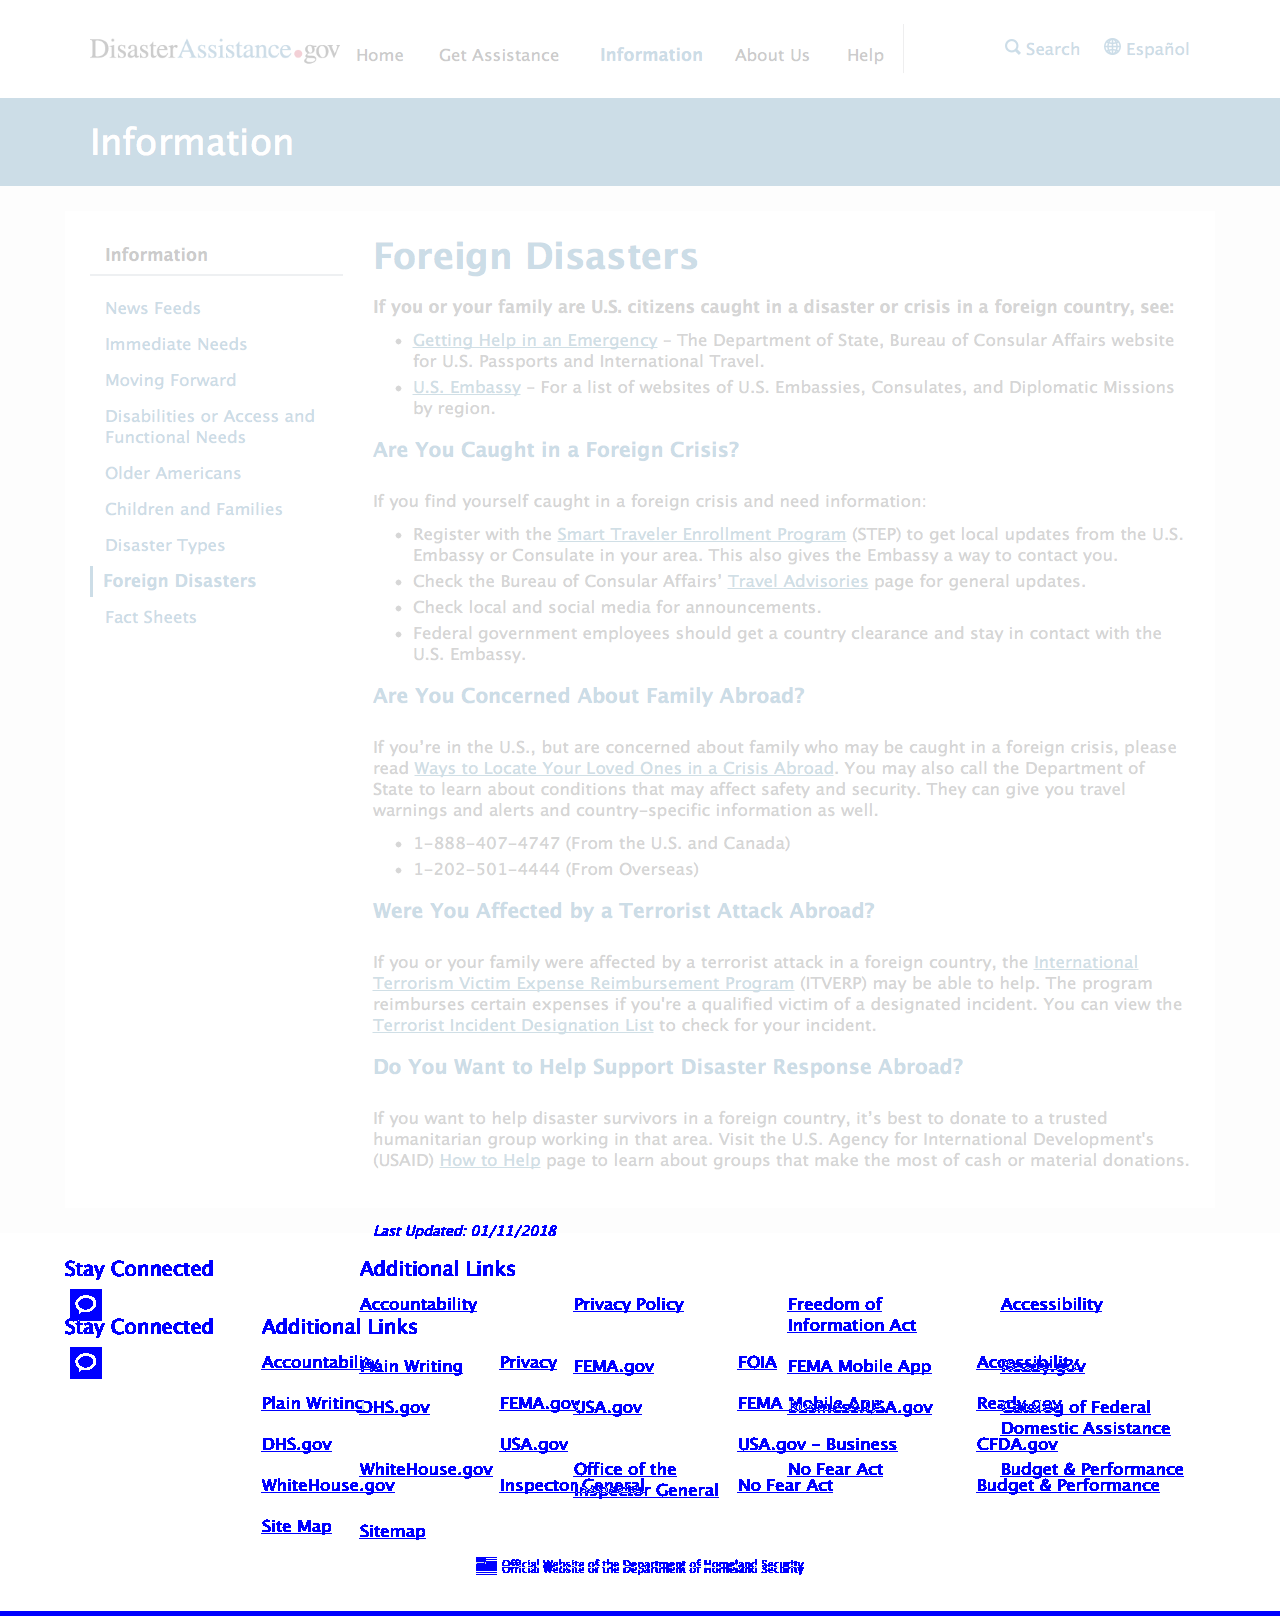 DisasterAssistance.gov Home Get Assistance Information About Us Help Search Español
Information
Information
News Feeds
Immediate Needs
Moving Forward
Disabilities or Access and
Functional Needs
Older Americans
Children and Families
Disaster Types
Foreign Disasters
Fact Sheets
Foreign Disasters
If you or your family are U.S. citizens caught in a disaster or crisis in a foreign country, see:
• Getting Help in an Emergency – The Department of State, Bureau of Consular Affairs website
for U.S. Passports and International Travel.
• U.S. Embassy – For a list of websites of U.S. Embassies, Consulates, and Diplomatic Missions
by region.
Are You Caught in a Foreign Crisis?
If you find yourself caught in a foreign crisis and need information:
• Register with the Smart Traveler Enrollment Program (STEP) to get local updates from the U.S.
Embassy or Consulate in your area. This also gives the Embassy a way to contact you.
• Check the Bureau of Consular Affairs’ Travel Advisories page for general updates.
• Check local and social media for announcements.
• Federal government employees should get a country clearance and stay in contact with the
U.S. Embassy.
Are You Concerned About Family Abroad?
If you’re in the U.S., but are concerned about family who may be caught in a foreign crisis, please
read Ways to Locate Your Loved Ones in a Crisis Abroad. You may also call the Department of
State to learn about conditions that may affect safety and security. They can give you travel
warnings and alerts and country-specific information as well.
• 1-888-407-4747 (From the U.S. and Canada)
• 1-202-501-4444 (From Overseas)
Were You Affected by a Terrorist Attack Abroad?
If you or your family were affected by a terrorist attack in a foreign country, the International
Terrorism Victim Expense Reimbursement Program (ITVERP) may be able to help. The program
reimburses certain expenses if you're a qualified victim of a designated incident. You can view the
Terrorist Incident Designation List to check for your incident.
Do You Want to Help Support Disaster Response Abroad?
If you want to help disaster survivors in a foreign country, it’s best to donate to a trusted
humanitarian group working in that area. Visit the U.S. Agency for International Development's
(USAID) How to Help page to learn about groups that make the most of cash or material donations.
Last Updated: 01/11/2018
Stay Connected Additional Links
Accountability Privacy Policy Freedom of Accessibility
Information Act
Stay Connected Additional Links
Accountability Privacy FOIA Accessibility
Plain Writing FEMA.gov FEMA Mobile App Ready.gov
Plain Writing FEMA.gov FEMA Mobile App Ready.gov
DHS.gov USA.gov BusinessUSA.gov Catalog of Federal
Domestic Assistance
DHS.gov USA.gov USA.gov - Business CFDA.gov
WhiteHouse.gov Office of the No Fear Act Budget & Performance
Inspector General
WhiteHouse.gov Inspector General No Fear Act Budget & Performance
Site Map
Sitemap
Official Website of the Department of Homeland Security
Official Website of the Department of Homeland Security